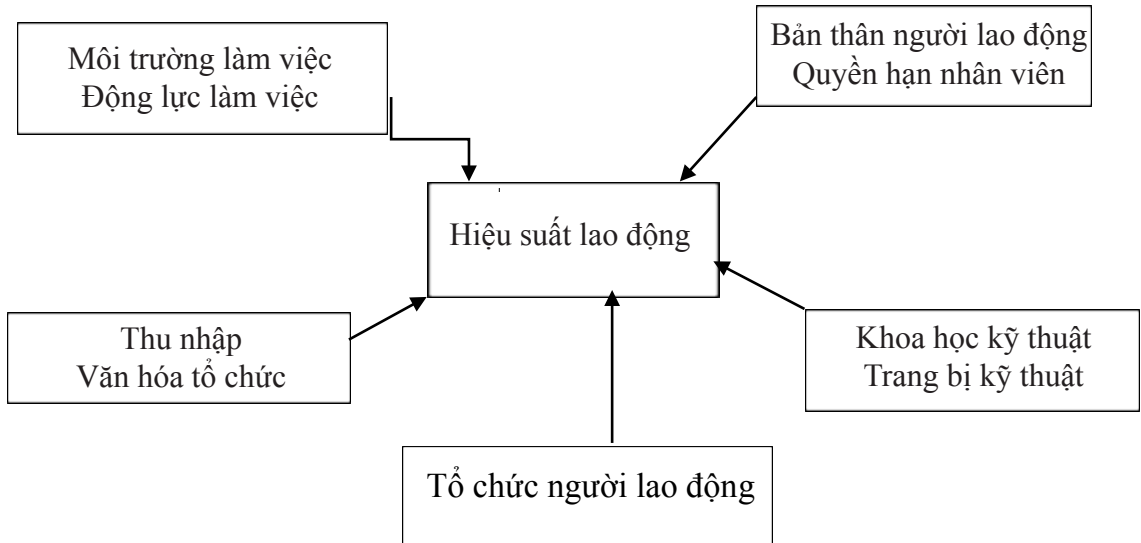 Môi trường làm việc
Động lực làm việc
Bản thân người lao động
Quyền hạn nhân viên
Hiệu suất lao động
Thu nhập
Văn hóa tổ chức
Khoa học kỹ thuật
Trang bị kỹ thuật
Tổ chức người lao động